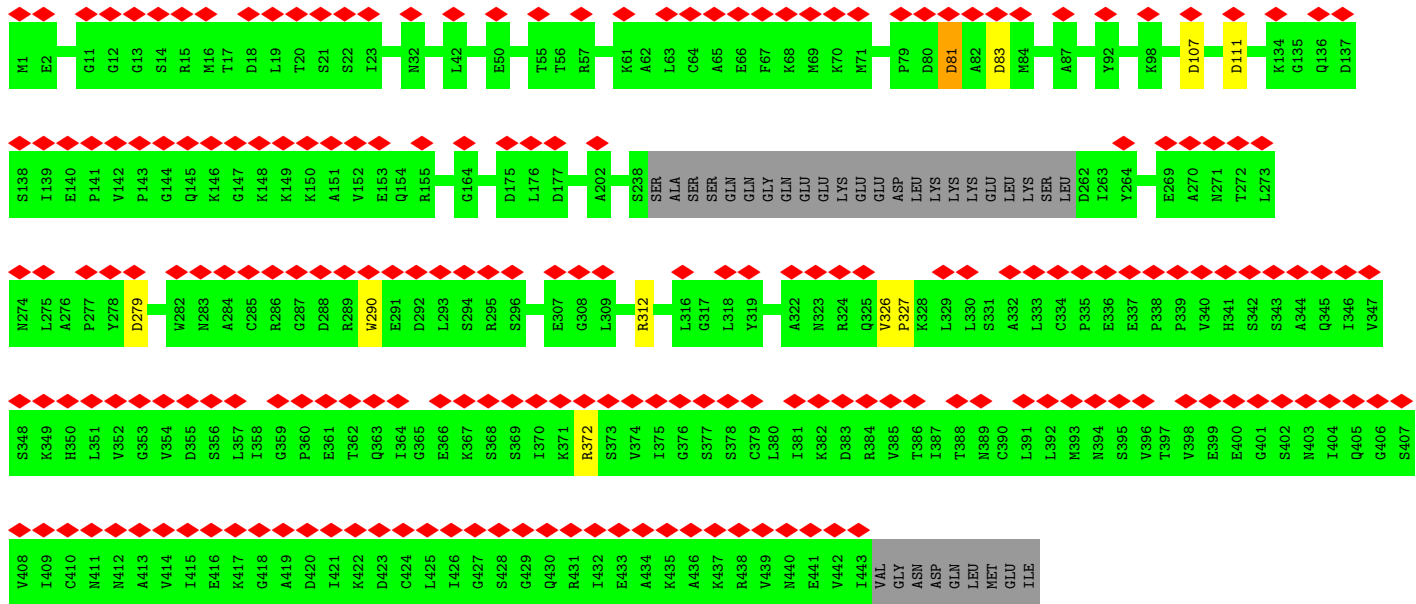 M1 E2 G11 G12 G13 S14 R15 M16 T17 D18 L19 T20 S21 S22 I23 N32 L42 E50 T55 T56 R57 K61 A62 L63 C64 A65 E66 F67 K68 M69 K70 M71 P79 D80 D81 A82 D83 M84 A87 Y92 K98 D107 D111 K134 G135 Q136 D137
S138 I139 E140 P141 V142 P143 G144 Q145 K146 G147 K148 K149 K150 A151 V152 E153 Q154 R155 G164 D175 L176 D177 A202 S238 SER ALA SER SER GLN GLN GLY GLN GLU GLU LYS GLU GLU ASP LEU LYS LYS LYS GLU LEU LYS SER LEU D262 I263 Y264 E269 A270 N271 T272 L273
N274 L275 A276 P277 Y278 D279 W282 N283 A284 C285 R286 G287 D288 R289 W290 E291 D292 L293 S294 R295 S296 E307 G308 L309 R312 L316 G317 L318 Y319 A322 N323 R324 Q325 V326 P327 K328 L329 L330 S331 A332 L333 C334 P335 E336 E337 P338 P339 V340 H341 S342 S343 A344 Q345 I346 V347
S348 K349 H350 L351 V352 G353 V354 D355 S356 L357 I358 G359 P360 E361 T362 Q363 I364 G365 E366 K367 S368 S369 I370 K371 R372 S373 V374 I375 G376 S377 S378 C379 L380 I381 K382 D383 R384 V385 T386 I387 T388 N389 C390 L391 L392 M393 N394 S395 V396 T397 V398 E399 E400 G401 S402 N403 I404 Q405 G406 S407
V408 I409 C410 N411 N412 A413 V414 I415 E416 K417 G418 A419 D420 I421 K422 D423 C424 L425 I426 G427 S428 G429 Q430 R431 I432 E433 A434 K435 A436 K437 R438 V439 N440 E441 V442 I443 VAL GLY ASN ASP GLN LEU MET GLU ILE